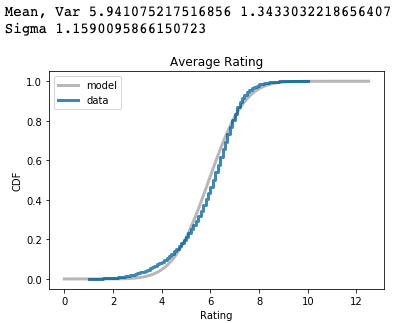 Mean, Var 5.941075217516856 1.3433032218656407
Sigma 1.1590095866150723
Average Rating
model
data
CDF
1.0
0.8
0.6
0.4
0.2
0.0
0 2 4 6 8 10 12
Rating